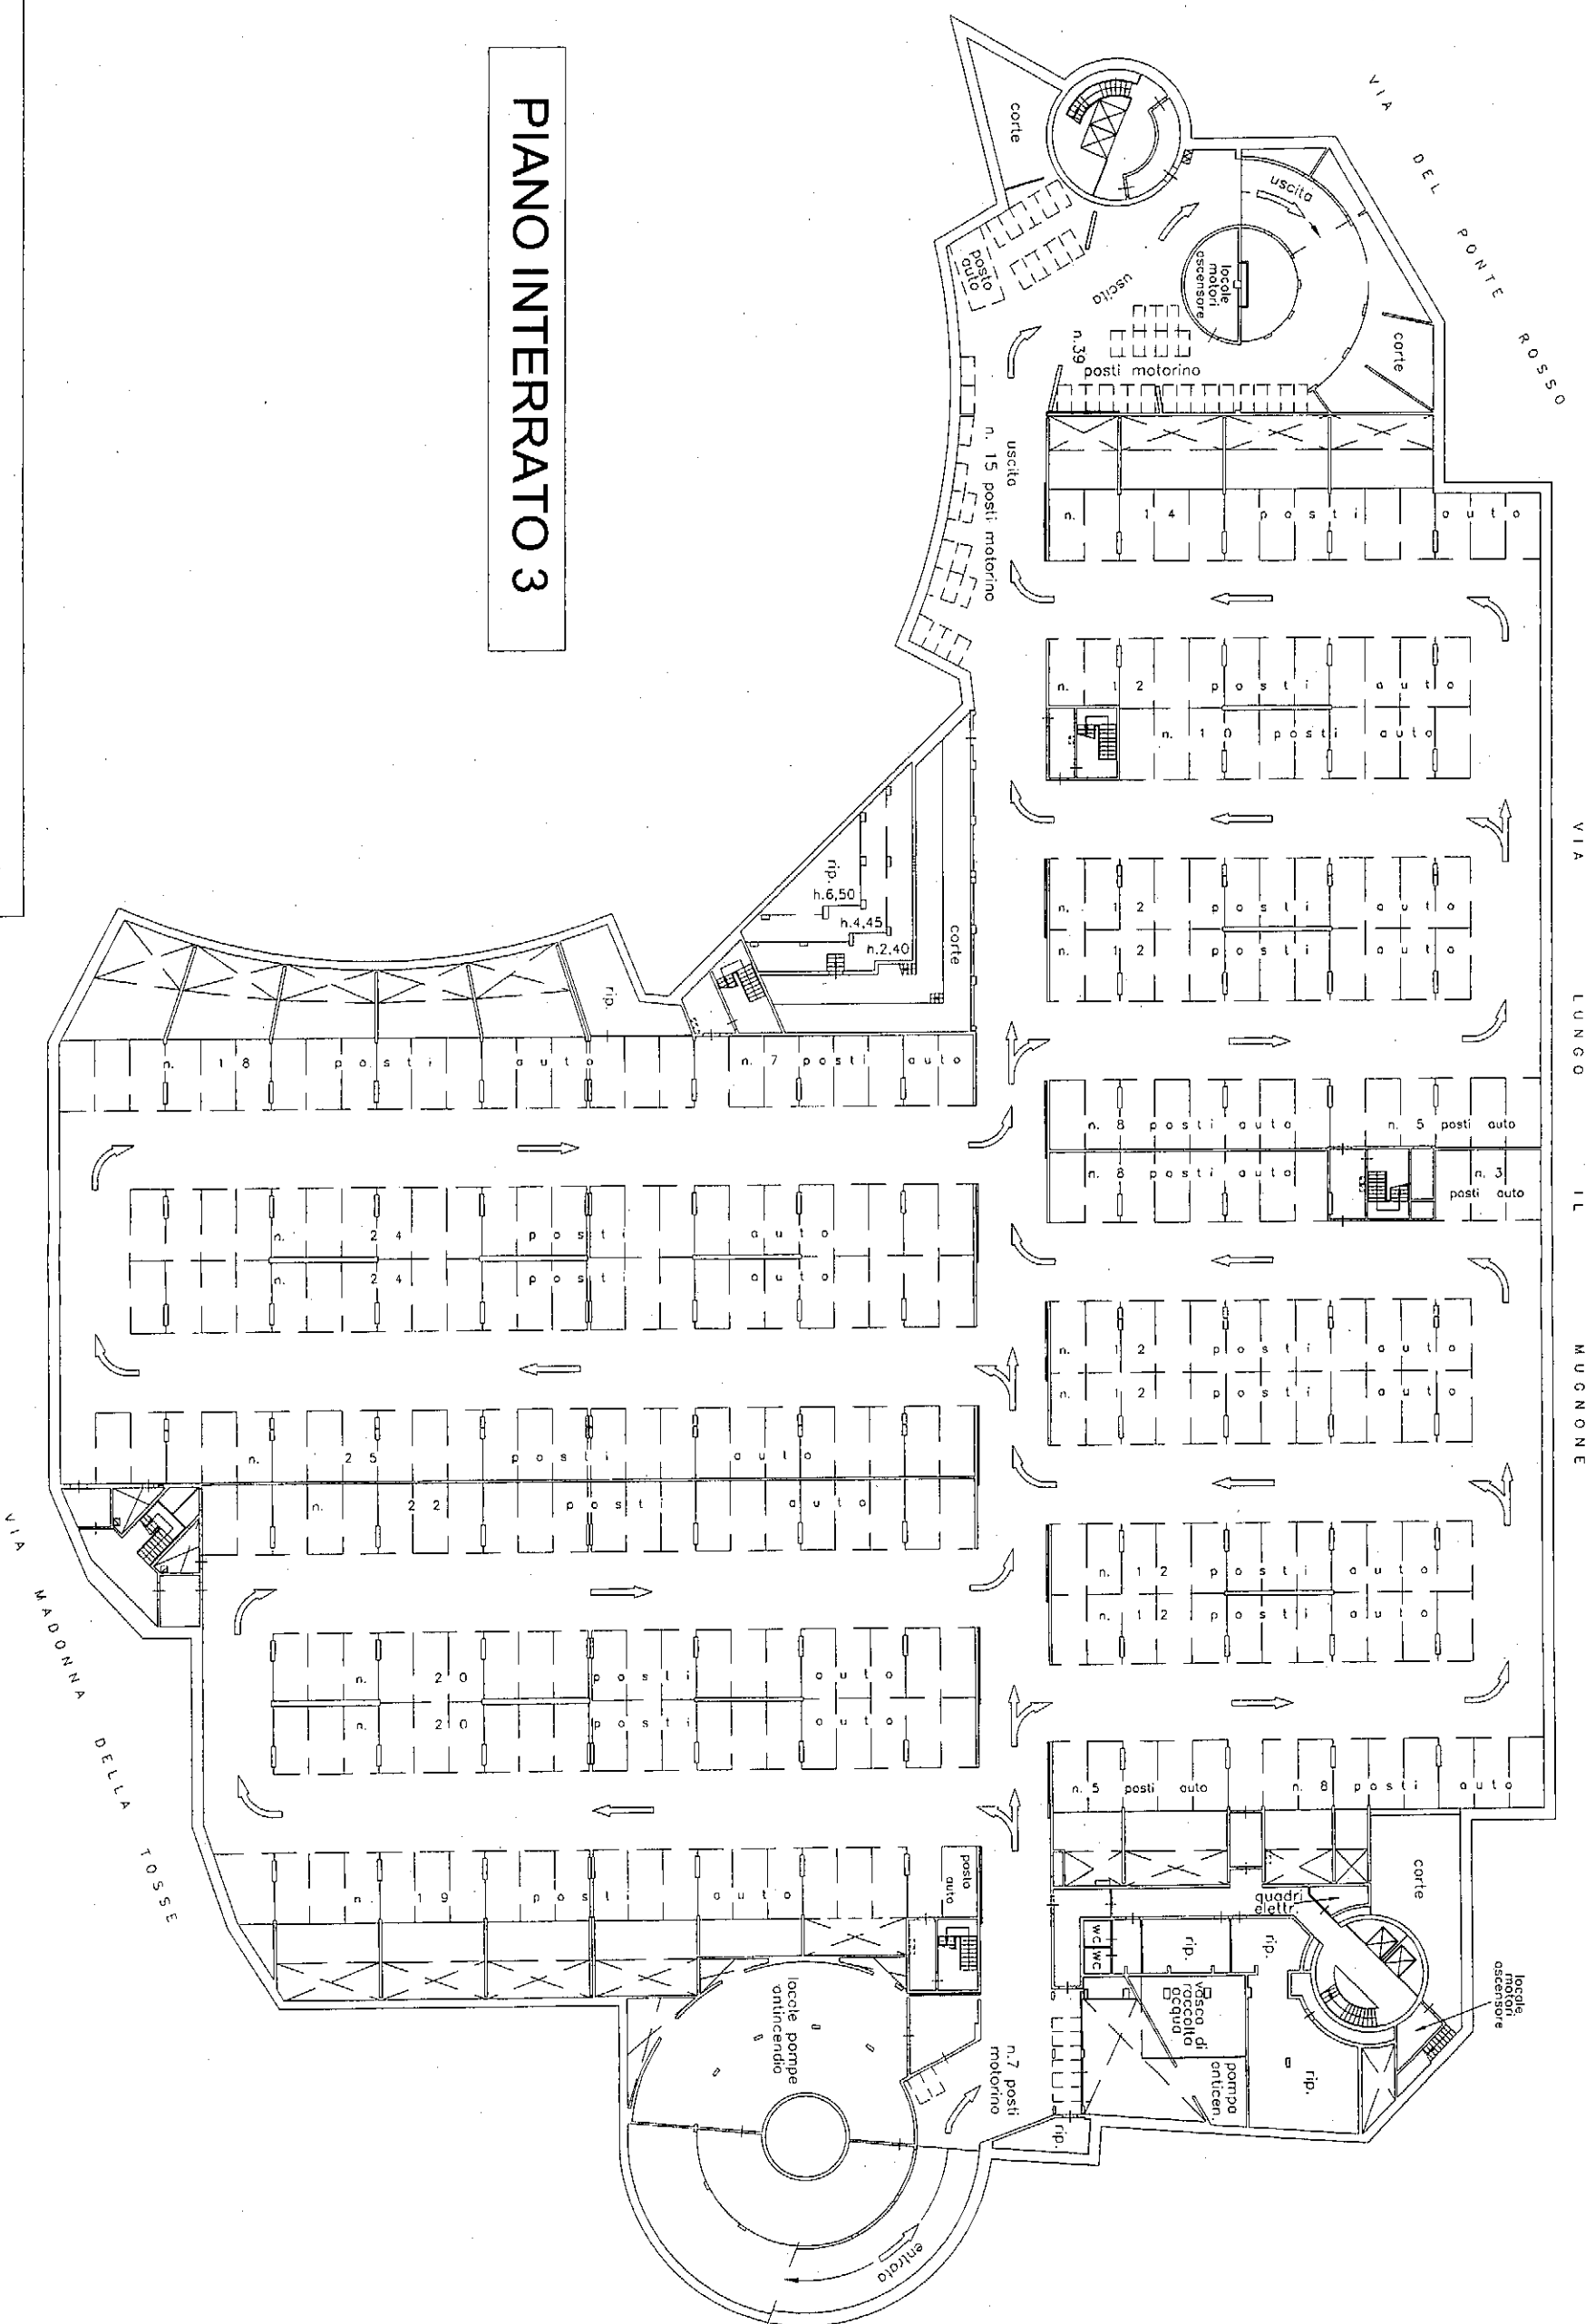 PIANO INTERRATO 3
VIA DEL PONTE ROSSO
VIA LUNGO IL MUGNONE
VIA MADONNA DELLA TOSSE
corte
uscita
locale
motori
ascensore
corte
posto
auto
uscita
n.39
posti motorino
uscita
n. 15 posti motorino
n. 14 posti auto
n. 12 posti auto
n. 10 posti auto
n. 12 posti auto
n. 12 posti auto
rip.
h.6,50
h.4,45
h.2,40
corte
rip.
n. 18 posti auto
n. 7 posti auto
n. 8 posti auto
n. 5 posti auto
n. 8 posti auto
n. 3
posti auto
n. 24 posti auto
n. 24 posti auto
n. 12 posti auto
n. 12 posti auto
n. 25 posti auto
n. 22 posti auto
n. 12 posti auto
n. 12 posti auto
n. 20 posti auto
n. 20 posti auto
n. 5 posti auto
n. 8 posti auto
n. 19 posti auto
posto
auto
corte
quadri
elettr.
wc
wc
rip.
rip.
locale
motori
ascensore
vasca di
raccolta
acqua
pompa
anticen.
rip.
rip.
locale pompe
antincendio
n.7 posti
motorino
entrata